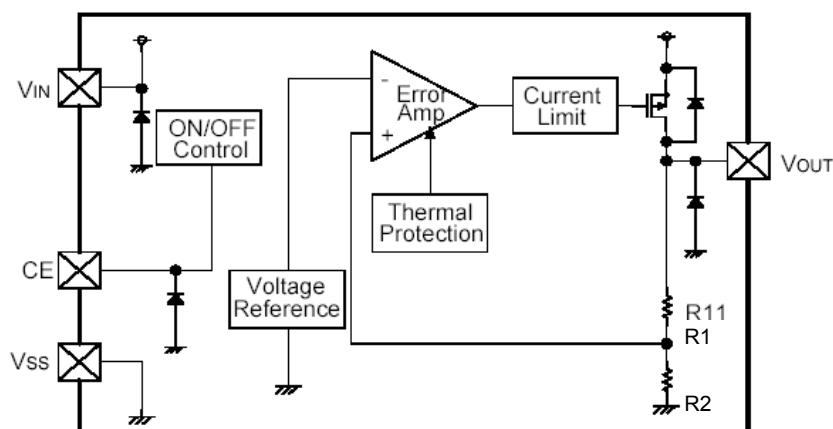 VIN
ON/OFF
Control
-
Error
Amp
+
Current
Limit
VOUT
Thermal
Protection
CE
Voltage
Reference
R11
R1
VSS
R2